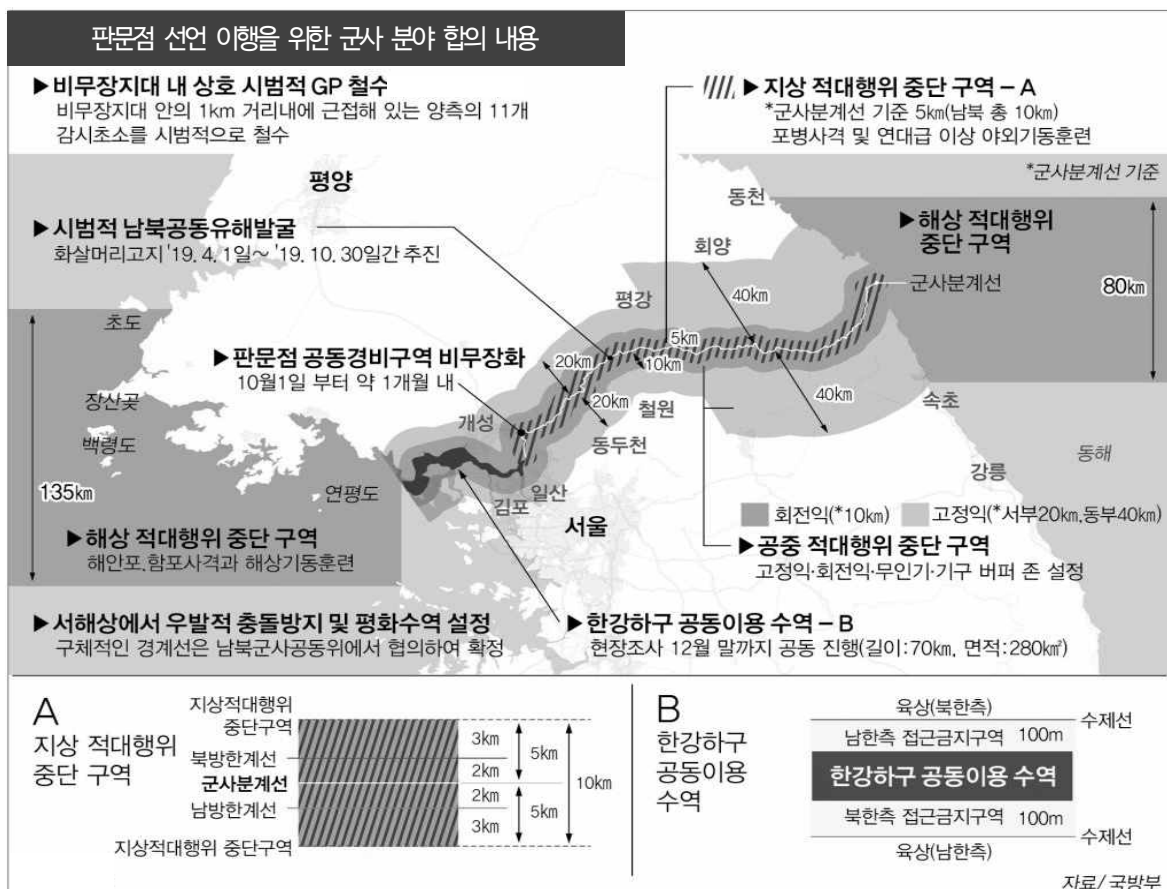 판문점 선언 이행을 위한 군사 분야 합의 내용
▶비무장지대 내 상호 시범적 GP 철수
비무장지대 안의 1km 거리내에 근접해 있는 양측의 11개
감시초소를 시범적으로 철수
▶지상 적대행위 중단 구역 – A
*군사분계선 기준 5km(남북 총 10km)
포병사격 및 연대급 이상 야외기동훈련
*군사분계선 기준
평양
동천
▶시범적 남북공동유해발굴
화살머리고지 '19. 4. 1일～ '19. 10. 30일간 추진
▶해상 적대행위
중단 구역
회양
군사분계선
80km
40km
평강
초도
5km
▶판문점 공동경비구역 비무장화
10월1일 부터 약 1개월 내
20km
10km
40km
20km
장산곶
철원
속초
개성
백령도
동두천
동해
강릉
135km
연평도
일산
김포
서울
회전익(*10km)
고정익(*서부20km,동부40km)
▶해상 적대행위 중단 구역
해안포,함포사격과 해상기동훈련
▶공중 적대행위 중단 구역
고정익·회전익·무인기·기구 버퍼 존 설정
▶서해상에서 우발적 충돌방지 및 평화수역 설정
구체적인 경계선은 남북군사공동위에서 협의하여 확정
▶한강하구 공동이용 수역 – B
현장조사 12월 말까지 공동 진행(길이:70km, 면적:280㎢)
A
지상 적대행위
중단 구역
지상적대행위
중단구역
북방한계선
군사분계선
남방한계선
지상적대행위 중단구역
3km
2km
2km
3km
5km
5km
10km
B
한강하구
공동이용
수역
육상(북한측)
수제선
남한측 접근금지구역 100m
한강하구 공동이용 수역
북한측 접근금지구역 100m
수제선
육상(남한측)
자료/국방부